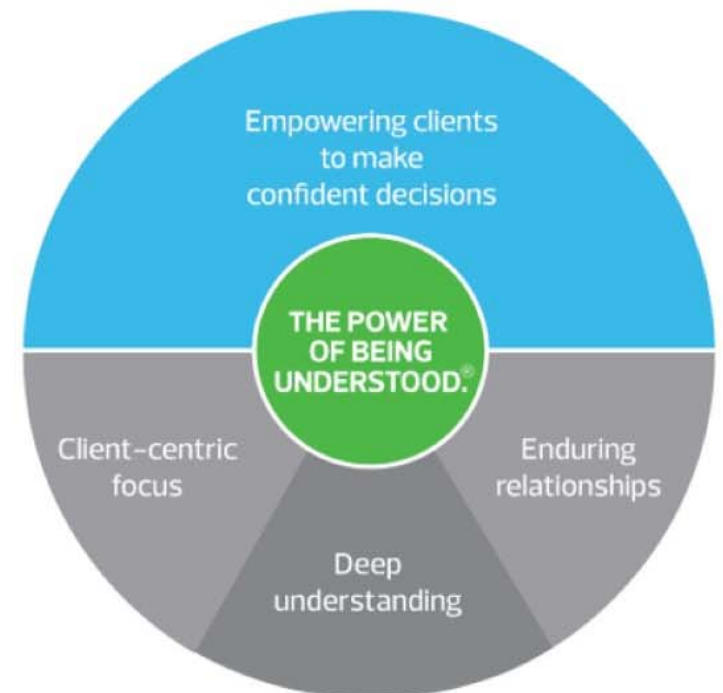 Empowering clients
to make
confident decisions
THE POWER
OF BEING
UNDERSTOOD.®
Client-centric
focus
Enduring
relationships
Deep
understanding